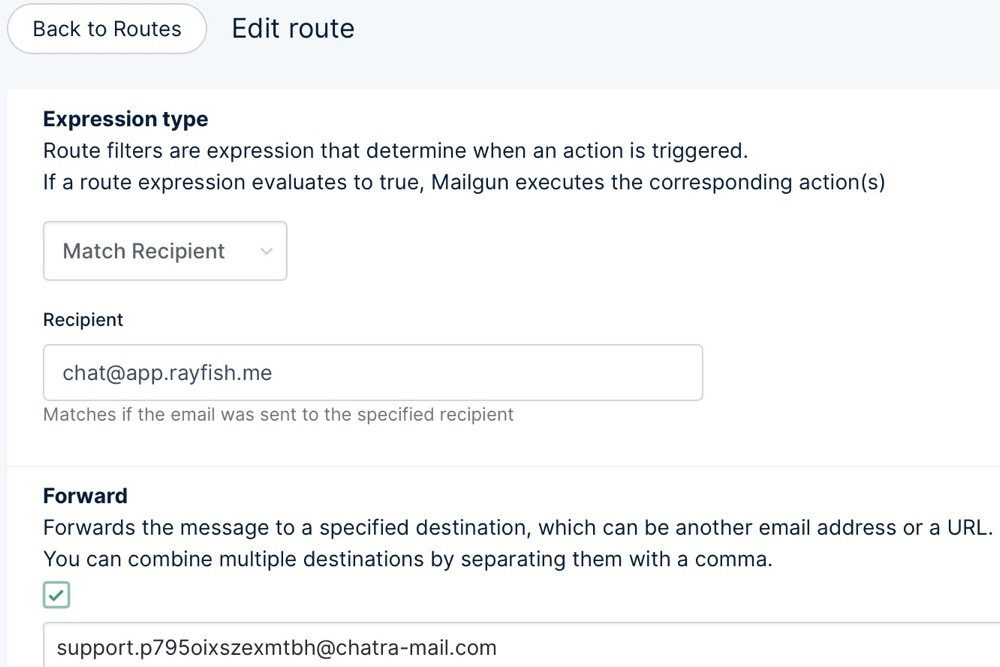 Back to Routes
Edit route
Expression type
Route filters are expression that determine when an action is triggered.
If a route expression evaluates to true, Mailgun executes the corresponding action(s)
Match Recipient
Recipient
chat@app.rayfish.me
Matches if the email was sent to the specified recipient
Forward
Forwards the message to a specified destination, which can be another email address or a URL.
You can combine multiple destinations by separating them with a comma.
support.p795oixszexmtbh@chatra-mail.com